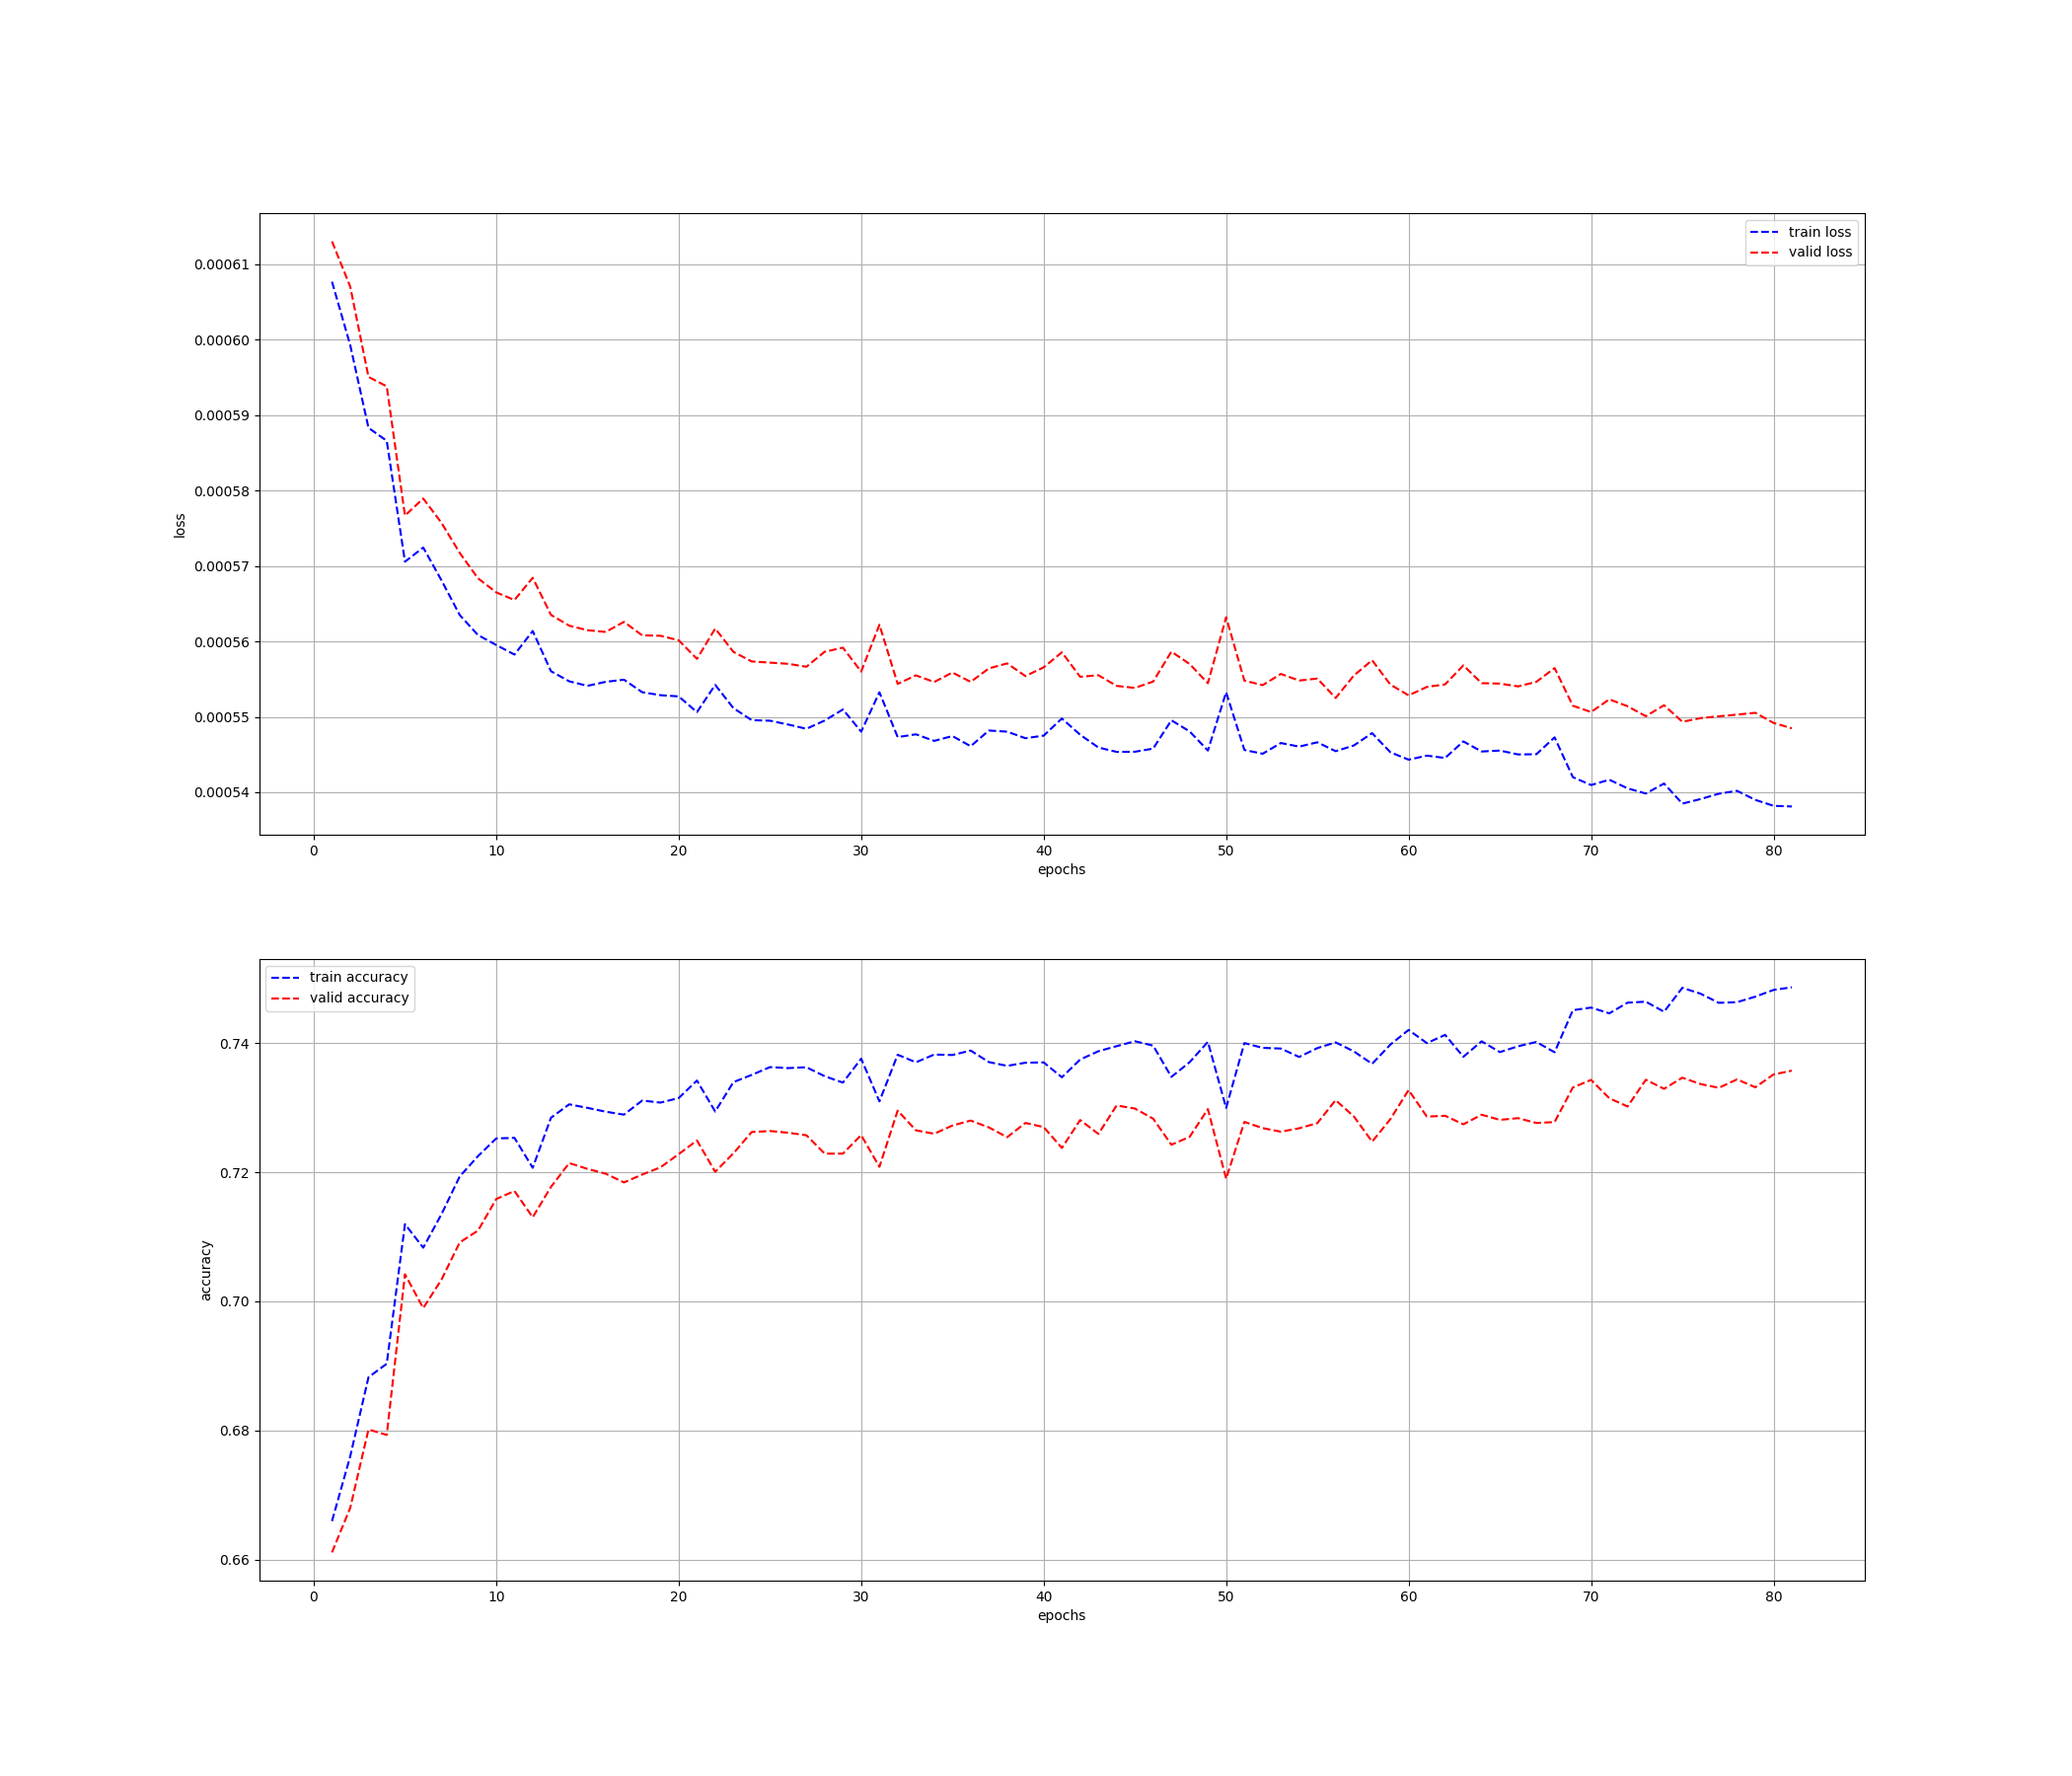 train loss
valid loss
0.00061
0.00060
0.00059
0.00058
0.00057
0.00056
0.00055
0.00054
loss
0 10 20 30 40 50 60 70 80
epochs
train accuracy
valid accuracy
0.74
0.72
0.70
0.68
0.66
accuracy
0 10 20 30 40 50 60 70 80
epochs